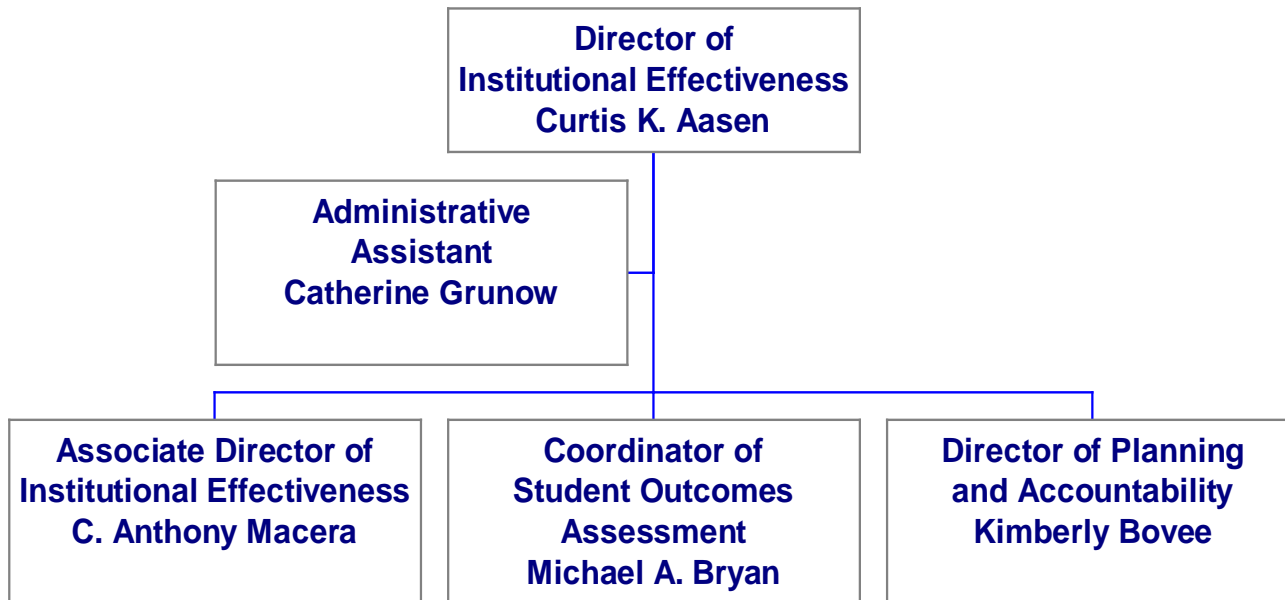 Director of
Institutional Effectiveness
Curtis K. Aasen
Administrative
Assistant
Catherine Grunow
Associate Director of
Institutional Effectiveness
C. Anthony Macera
Coordinator of
Student Outcomes
Assessment
Michael A. Bryan
Director of Planning
and Accountability
Kimberly Bovee